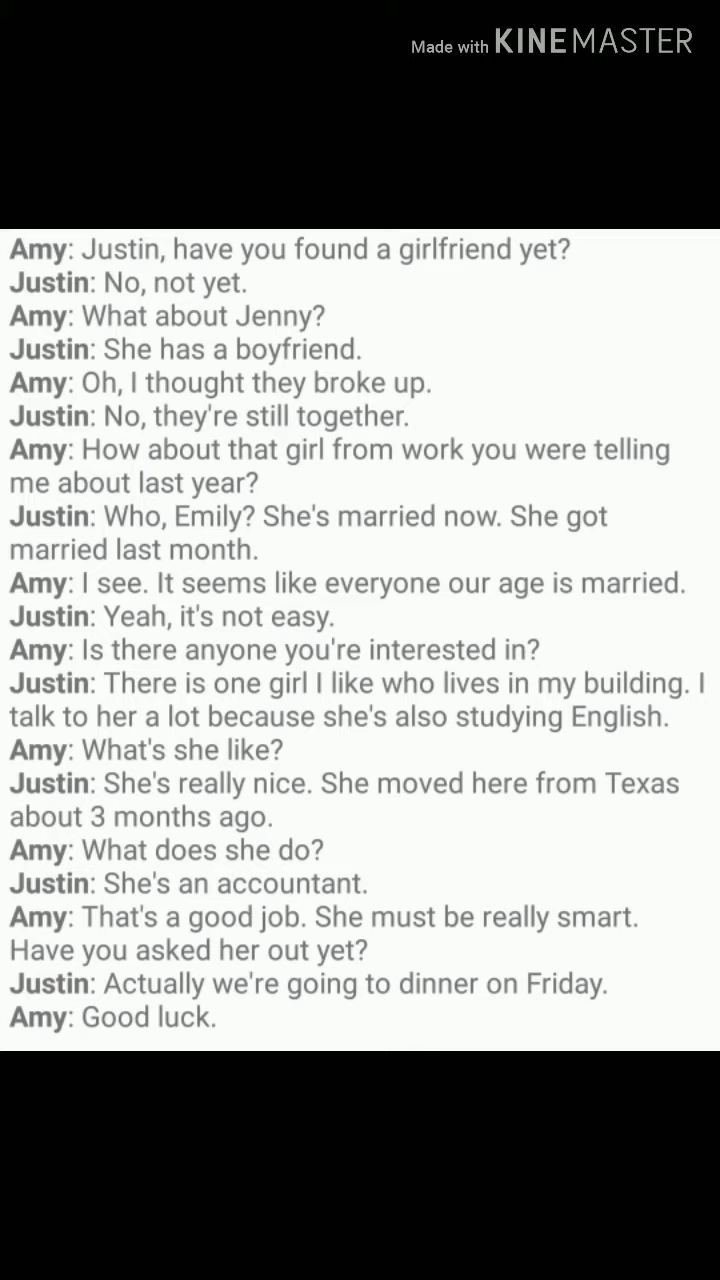 Made with KINEMASTER
Amy: Justin, have you found a girlfriend yet?
Justin: No, not yet.
Amy: What about Jenny?
Justin: She has a boyfriend.
Amy: Oh, I thought they broke up.
Justin: No, they're still together.
Amy: How about that girl from work you were telling
me about last year?
Justin: Who, Emily? She's married now. She got
married last month.
Amy: I see. It seems like everyone our age is married.
Justin: Yeah, it's not easy.
Amy: Is there anyone you're interested in?
Justin: There is one girl I like who lives in my building. I
talk to her a lot because she's also studying English.
Amy: What's she like?
Justin: She's really nice. She moved here from Texas
about 3 months ago.
Amy: What does she do?
Justin: She's an accountant.
Amy: That's a good job. She must be really smart.
Have you asked her out yet?
Justin: Actually we're going to dinner on Friday.
Amy: Good luck.